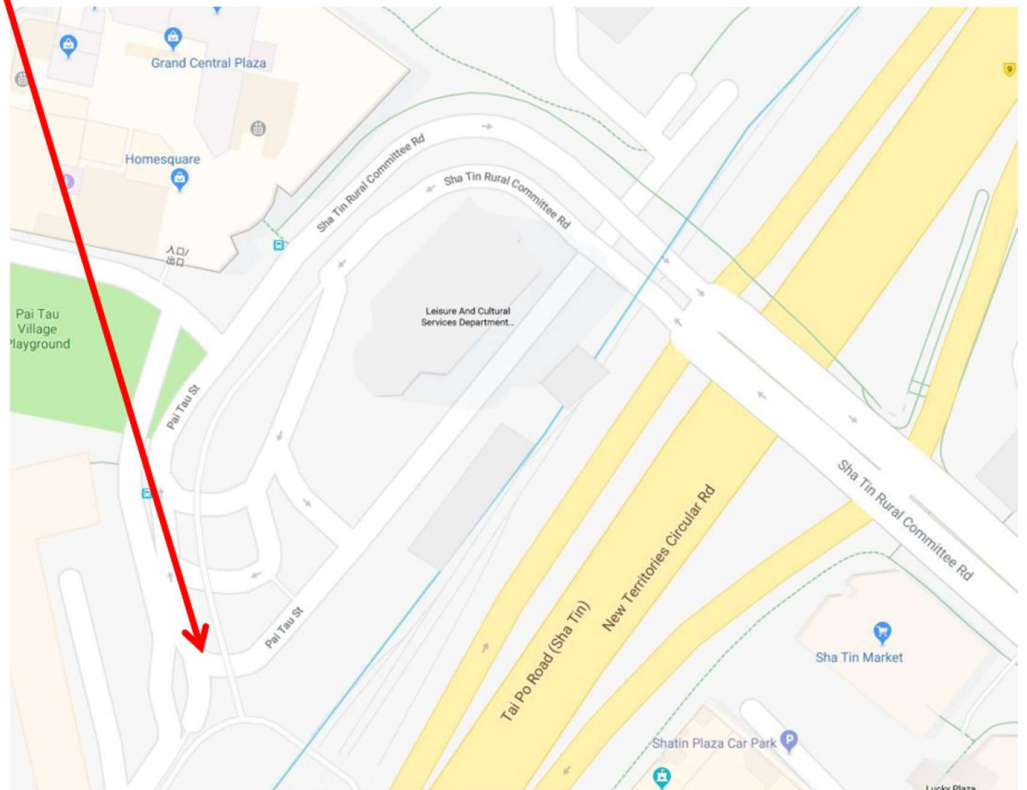 Grand Central Plaza
9
Homesquare
Sha Tin Rural Committee Rd
Sha Tin Rural Committee Rd
入口/
出口
Pai Tau
Village
Playground
Leisure And Cultural
Services Department...
Pai Tau St
Sha Tin Rural Committee Rd
New Territories Circular Rd
Tai Po Road (Sha Tin)
Pai Tau St
Sha Tin Market
Shatin Plaza Car Park
P
Lucky Plaza